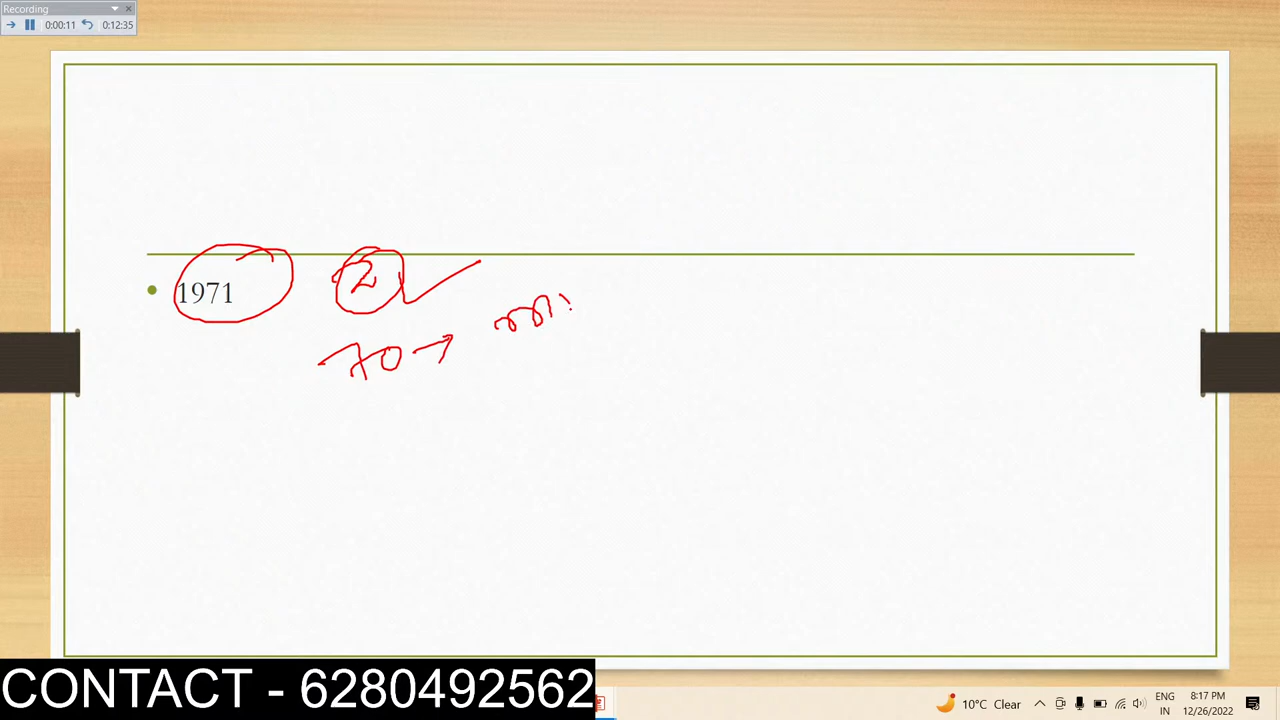 Recording
0:00:11 0:12:35
1971 2
70 →
CONTACT - 6280492562
10°C Clear
ENG
IN
8:17 PM
12/26/2022